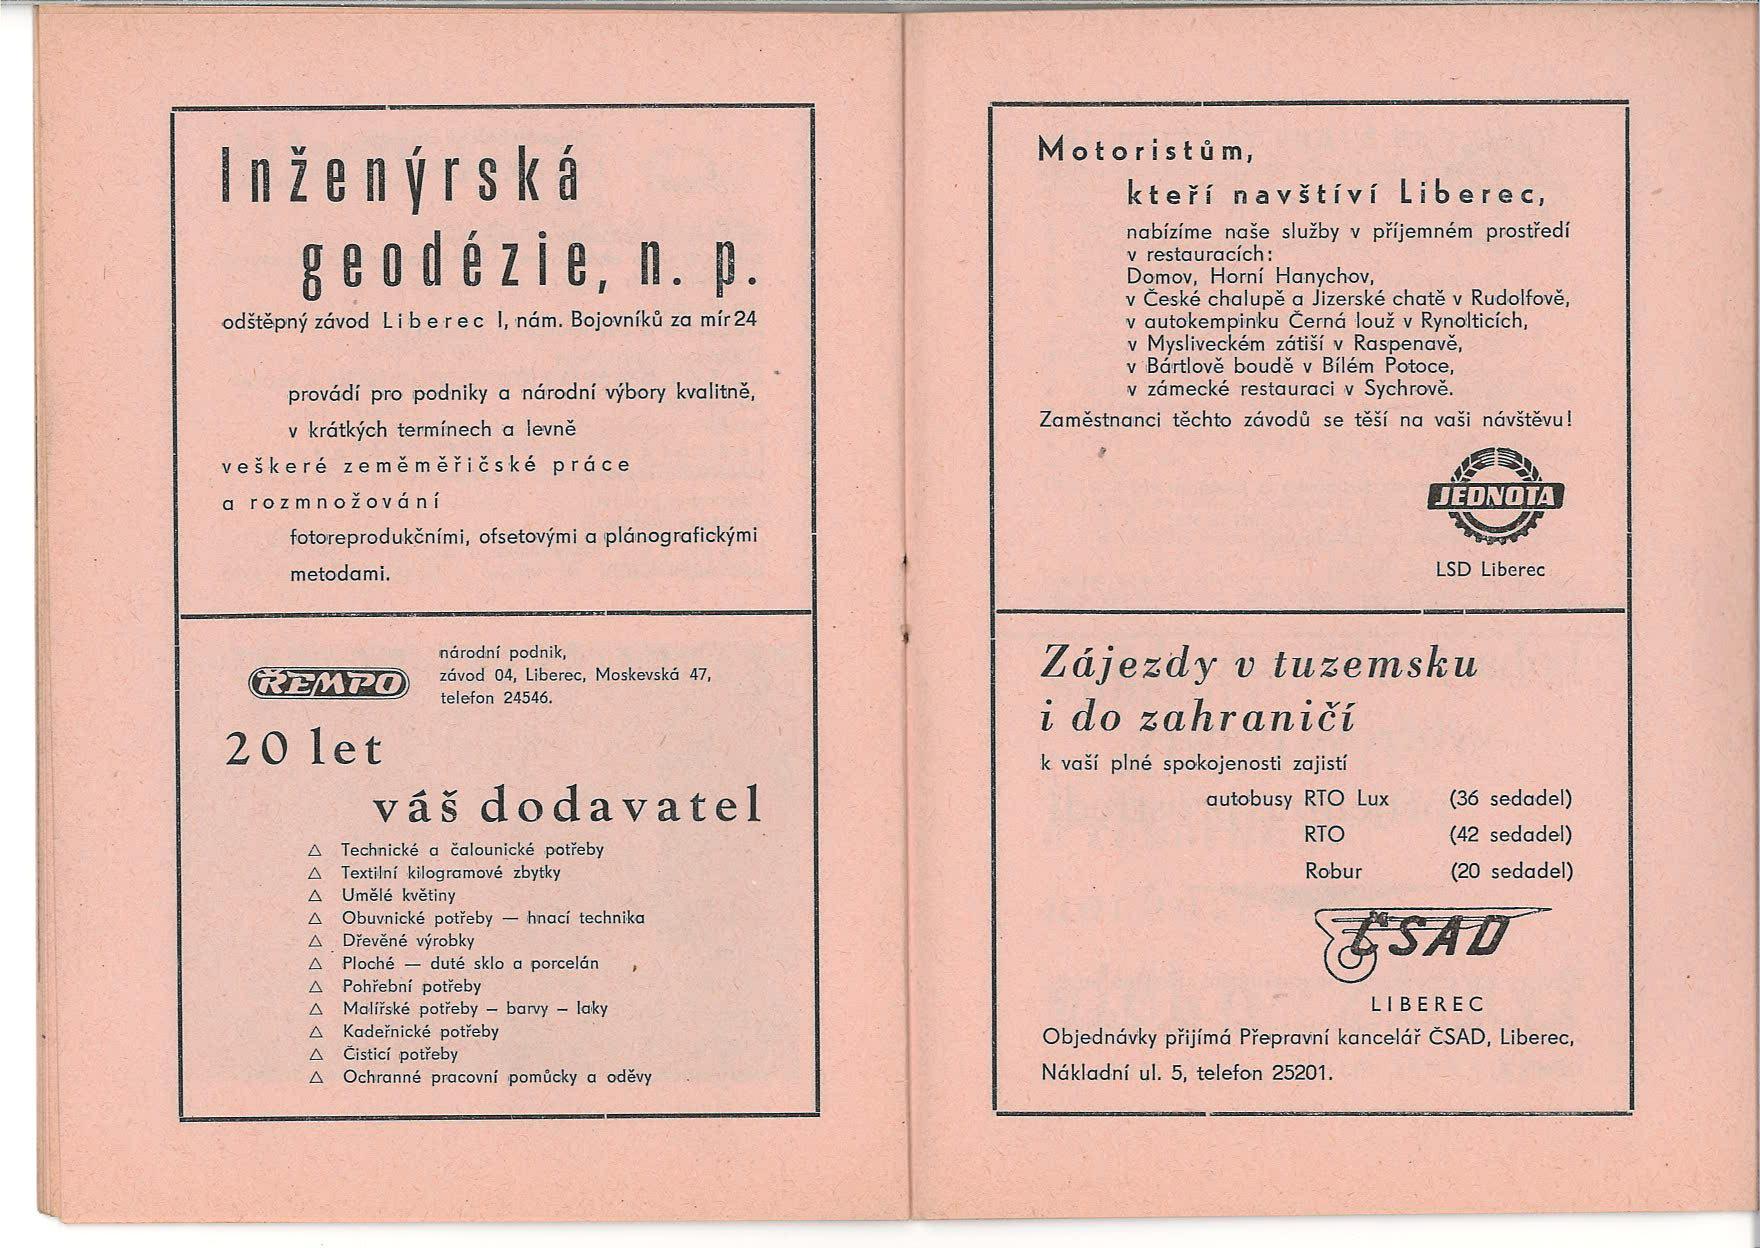 Inženýrská
geodézie, n. p.
odštěpný závod Liberec I, nám. Bojovníků za mír 24
provádí pro podniky a národní výbory kvalitně,
v krátkých termínech a levně
veškeré zeměměřičské práce
a rozmnožování
fotoreprodukčními, ofsetovými a plánografickými
metodami.
ŘEMPO
národní podnik,
závod 04, Liberec, Moskevská 47,
telefon 24546.
20 let
váš dodavatel
△ Technické a čalounické potřeby
△ Textilní kilogramové zbytky
△ Umělé květiny
△ Obuvnické potřeby — hnací technika
△ Dřevěné výrobky
△ Ploché — duté sklo a porcelán
△ Pohřební potřeby
△ Malířské potřeby – barvy – laky
△ Kadeřnické potřeby
△ Čisticí potřeby
△ Ochranné pracovní pomůcky a oděvy
Motoristům,
kteří navštíví Liberec,
nabízíme naše služby v příjemném prostředí
v restauracích:
Domov, Horní Hanychov,
v České chalupě a Jizerské chatě v Rudolfově,
v autokempinku Černá louž v Rynolticích,
v Mysliveckém zátiší v Raspenavě,
v Bártlově boudě v Bílém Potoce,
v zámecké restauraci v Sychrově.
Zaměstnanci těchto závodů se těší na vaši návštěvu!
JEDNOTA
LSD Liberec
Zájezdy v tuzemsku
i do zahraničí
k vaší plné spokojenosti zajistí
autobusy RTO Lux (36 sedadel)
RTO (42 sedadel)
Robur (20 sedadel)
ČSAD
LIBEREC
Objednávky přijímá Přepravní kancelář ČSAD, Liberec,
Nákladní ul. 5, telefon 25201.